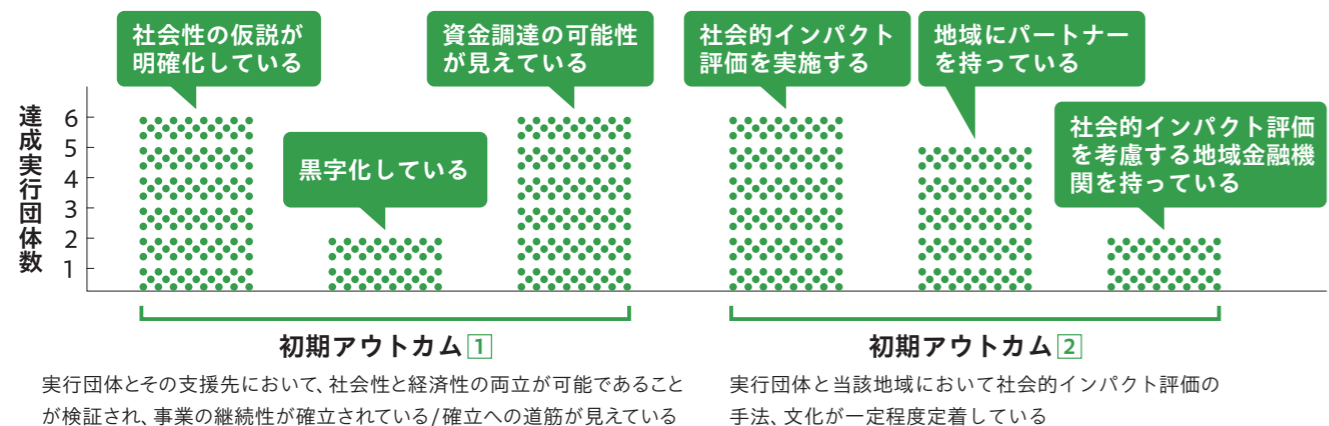 社会性の仮説が
明確化している
資金調達の可能性
が見えている
社会的インパクト
評価を実施する
地域にパートナー
を持っている
黒字化している
社会的インパクト評価
を考慮する地域金融機
関を持っている
達成実行団体数
6
5
4
3
2
1
初期アウトカム1
実行団体とその支援先において、社会性と経済性の両立が可能であること
が検証され、事業の継続性が確立されている/確立への道筋が見えている
初期アウトカム2
実行団体と当該地域において社会的インパクト評価の
手法、文化が一定程度定着している